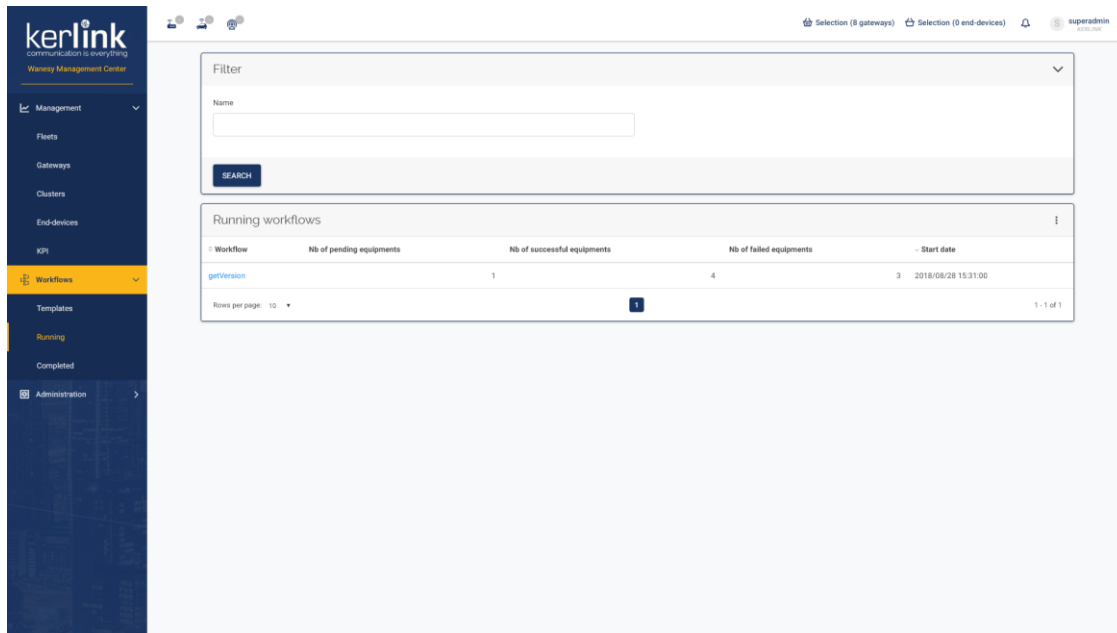 kerlink
communication is everything
Wanesy Management Center
Management
Fleets
Gateways
Clusters
End-devices
KPI
Workflows
Templates
Running
Completed
Administration
Selection (8 gateways) Selection (0 end-devices) S superadmin
KERLINK
Filter
Name
SEARCH
Running workflows
Workflow Nb of pending equipments Nb of successful equipments Nb of failed equipments Start date
getVersion 1 4 3 2018/08/28 15:31:00
Rows per page: 10 1 1 - 1 of 1